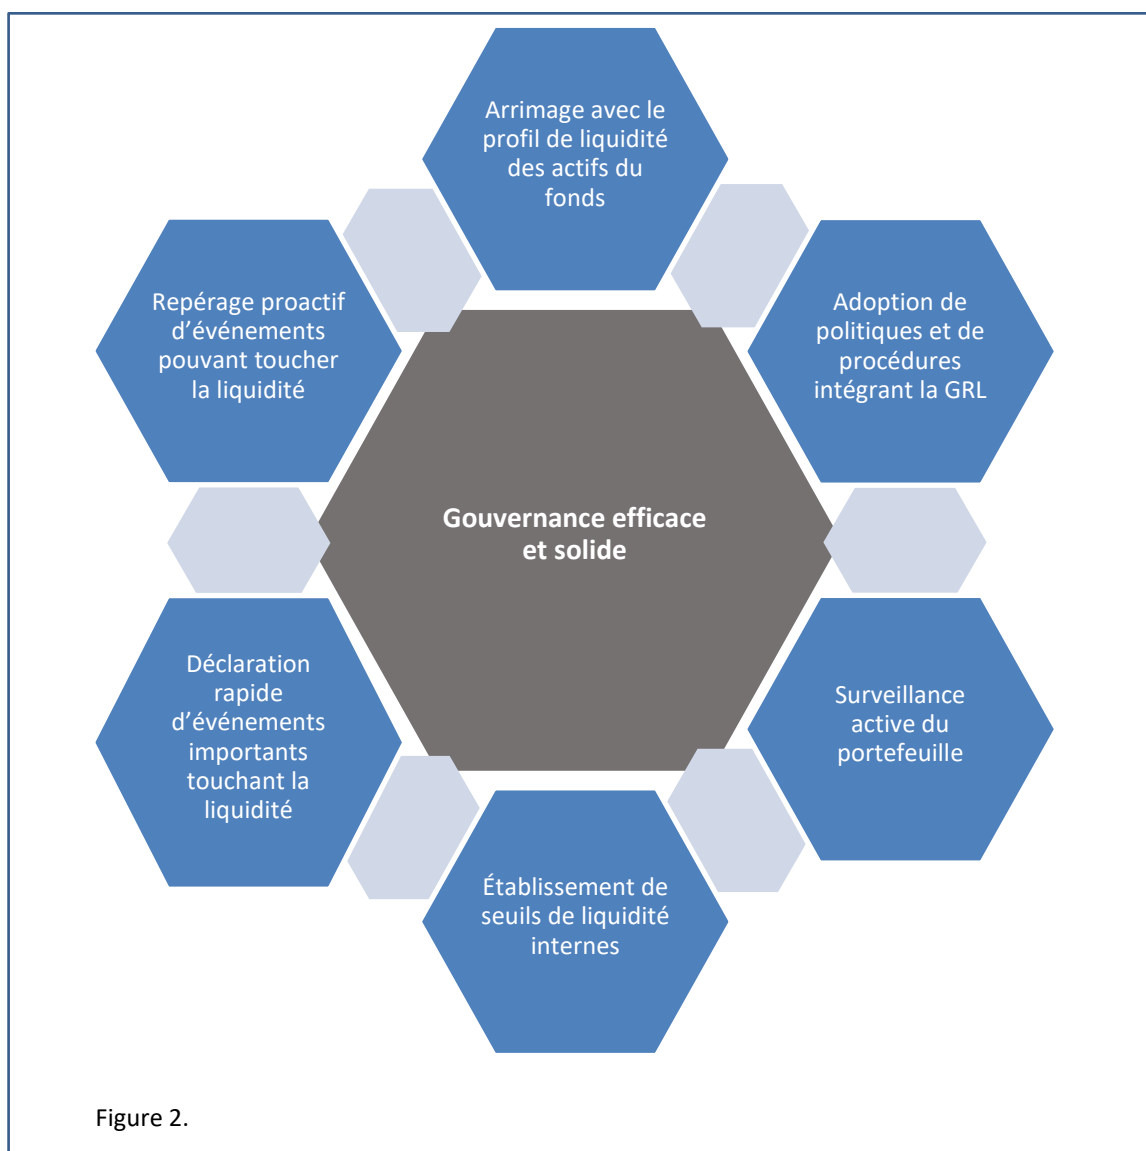 Arrimage avec le
profil de liquidité
des actifs du
fonds
Adoption de
politiques et de
procédures
intégrant la GRL
Surveillance
active du
portefeuille
Établissement de
seuils de liquidité
internes
Déclaration
rapide
d’événements
importants
touchant la
liquidité
Repérage proactif
d’événements
pouvant toucher
la liquidité
Gouvernance efficace
et solide
Figure 2.